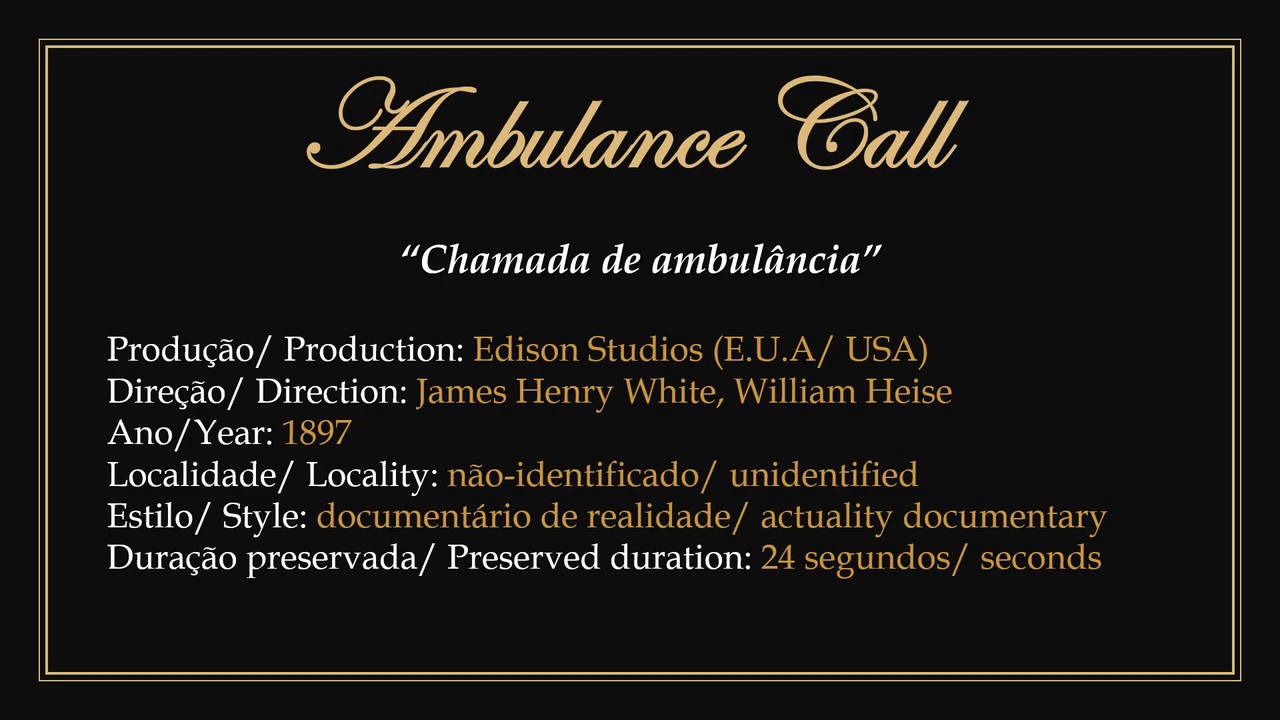 Ambulance Call
“Chamada de ambulância”
Produção/ Production: Edison Studios (E.U.A/ USA)
Direção/ Direction: James Henry White, William Heise
Ano/Year: 1897
Localidade/ Locality: não-identificado/ unidentified
Estilo/ Style: documentário de realidade/ actuality documentary
Duração preservada/ Preserved duration: 24 segundos/ seconds